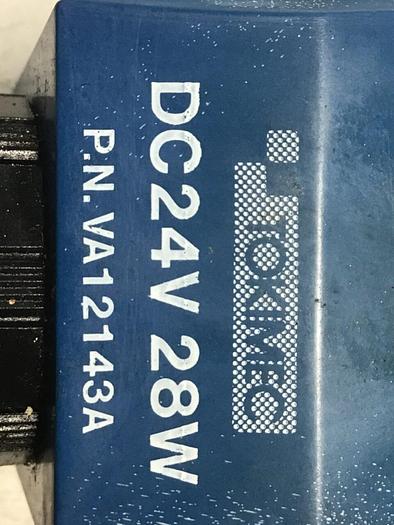 TOKIMEC
DC24V 28W
P.N. VA12143A